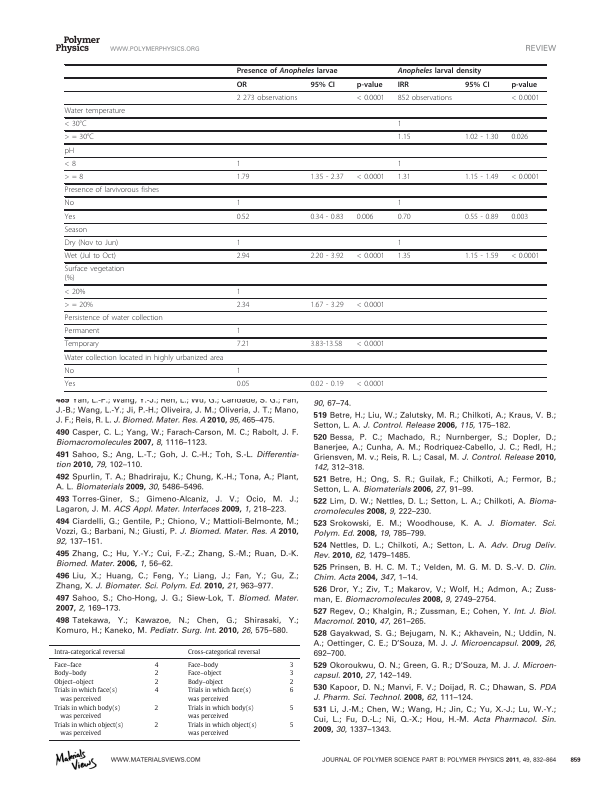 Polymer
Physics WWW.POLYMERPHYSICS.ORG REVIEW
Presence of Anopheles larvae Anopheles larval density
OR 95% CI p-value IRR 95% CI p-value
2 273 observations < 0.0001 852 observations < 0.0001
Water temperature
< 30°C 1
> = 30°C 1.15 1.02 - 1.30 0.026
pH
< 8 1 1
> = 8 1.79 1.35 - 2.37 < 0.0001 1.31 1.15 - 1.49 < 0.0001
Presence of larvivorous fishes
No 1 1
Yes 0.52 0.34 - 0.83 0.006 0.70 0.55 - 0.89 0.003
Season
Dry (Nov to Jun) 1 1
Wet (Jul to Oct) 2.94 2.20 - 3.92 < 0.0001 1.35 1.15 - 1.59 < 0.0001
Surface vegetation
(%)
< 20% 1
> = 20% 2.34 1.67 - 3.29 < 0.0001
Persistence of water collection
Permanent 1
Temporary 7.21 3.83-13.58 < 0.0001
Water collection located in highly urbanized area
No 1
Yes 0.05 0.02 - 0.19 < 0.0001
489 Yan, L.-P.; Wang, Y.-J.; Ren, L.; Wu, G.; Caridade, S. G.; Fan,
J.-B.; Wang, L.-Y.; Ji, P.-H.; Oliveira, J. M.; Oliveria, J. T.; Mano,
J. F.; Reis, R. L. J. Biomed. Mater. Res. A 2010, 95, 465–475.
490 Casper, C. L.; Yang, W.; Farach-Carson, M. C.; Rabolt, J. F.
Biomacromolecules 2007, 8, 1116–1123.
491 Sahoo, S.; Ang, L.-T.; Goh, J. C.-H.; Toh, S.-L. Differentia-
tion 2010, 79, 102–110.
492 Spurlin, T. A.; Bhadriraju, K.; Chung, K.-H.; Tona, A.; Plant,
A. L. Biomaterials 2009, 30, 5486–5496.
493 Torres-Giner, S.; Gimeno-Alcaniz, J. V.; Ocio, M. J.;
Lagaron, J. M. ACS Appl. Mater. Interfaces 2009, 1, 218–223.
494 Ciardelli, G.; Gentile, P.; Chiono, V.; Mattioli-Belmonte, M.;
Vozzi, G.; Barbani, N.; Giusti, P. J. Biomed. Mater. Res. A 2010,
92, 137–151.
495 Zhang, C.; Hu, Y.-Y.; Cui, F.-Z.; Zhang, S.-M.; Ruan, D.-K.
Biomed. Mater. 2006, 1, 56–62.
496 Liu, X.; Huang, C.; Feng, Y.; Liang, J.; Fan, Y.; Gu, Z.;
Zhang, X. J. Biomater. Sci. Polym. Ed. 2010, 21, 963–977.
497 Sahoo, S.; Cho-Hong, J. G.; Siew-Lok, T. Biomed. Mater.
2007, 2, 169–173.
498 Tatekawa, Y.; Kawazoe, N.; Chen, G.; Shirasaki, Y.;
Komuro, H.; Kaneko, M. Pediatr. Surg. Int. 2010, 26, 575–580.
Intra-categorical reversal Cross-categorical reversal
Face–face 4 Face–body 3
Body–body 2 Face–object 3
Object–object 2 Body–object 2
Trials in which face(s) 4 Trials in which face(s) 6
was perceived was perceived
Trials in which body(s) 2 Trials in which body(s) 5
was perceived was perceived
Trials in which object(s) 2 Trials in which object(s) 5
was perceived was perceived
90, 67–74.
519 Betre, H.; Liu, W.; Zalutsky, M. R.; Chilkoti, A.; Kraus, V. B.;
Setton, L. A. J. Control. Release 2006, 115, 175–182.
520 Bessa, P. C.; Machado, R.; Nurnberger, S.; Dopler, D.;
Banerjee, A.; Cunha, A. M.; Rodriquez-Cabello, J. C.; Redl, H.;
Griensven, M. v.; Reis, R. L.; Casal, M. J. Control. Release 2010,
142, 312–318.
521 Betre, H.; Ong, S. R.; Guilak, F.; Chilkoti, A.; Fermor, B.;
Setton, L. A. Biomaterials 2006, 27, 91–99.
522 Lim, D. W.; Nettles, D. L.; Setton, L. A.; Chilkoti, A. Bioma-
cromolecules 2008, 9, 222–230.
523 Srokowski, E. M.; Woodhouse, K. A. J. Biomater. Sci.
Polym. Ed. 2008, 19, 785–799.
524 Nettles, D. L.; Chilkoti, A.; Setton, L. A. Adv. Drug Deliv.
Rev. 2010, 62, 1479–1485.
525 Prinsen, B. H. C. M. T.; Velden, M. G. M. D. S.-V. D. Clin.
Chim. Acta 2004, 347, 1–14.
526 Dror, Y.; Ziv, T.; Makarov, V.; Wolf, H.; Admon, A.; Zuss-
man, E. Biomacromolecules 2008, 9, 2749–2754.
527 Regev, O.; Khalgin, R.; Zussman, E.; Cohen, Y. Int. J. Biol.
Macromol. 2010, 47, 261–265.
528 Gayakwad, S. G.; Bejugam, N. K.; Akhavein, N.; Uddin, N.
A.; Oettinger, C. E.; D'Souza, M. J. J. Microencapsul. 2009, 26,
692–700.
529 Okoroukwu, O. N.; Green, G. R.; D'Souza, M. J. J. Microen-
capsul. 2010, 27, 142–149.
530 Kapoor, D. N.; Manvi, F. V.; Doijad, R. C.; Dhawan, S. PDA
J. Pharm. Sci. Technol. 2008, 62, 111–124.
531 Li, J.-M.; Chen, W.; Wang, H.; Jin, C.; Yu, X.-J.; Lu, W.-Y.;
Cui, L.; Fu, D.-L.; Ni, Q.-X.; Hou, H.-M. Acta Pharmacol. Sin.
2009, 30, 1337–1343.
Materials
Views WWW.MATERIALSVIEWS.COM JOURNAL OF POLYMER SCIENCE PART B: POLYMER PHYSICS 2011, 49, 832–864 859